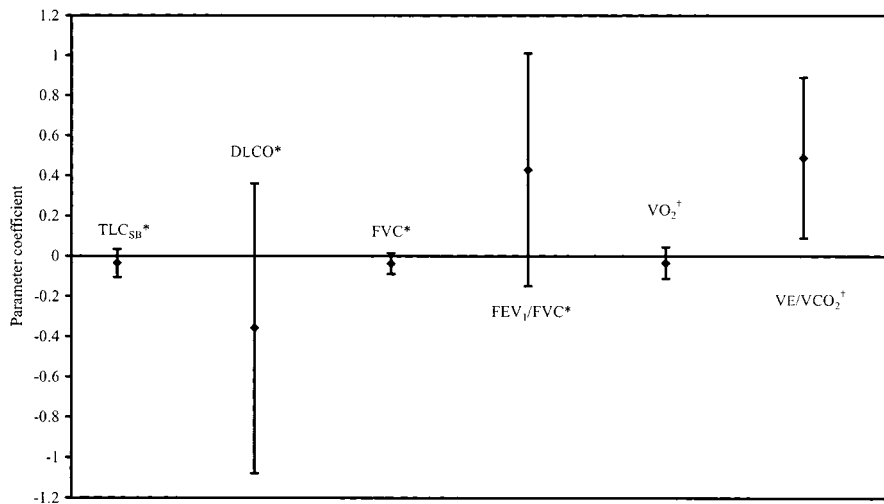 Parameter coefficient
1.2
1
0.8
0.6
0.4
0.2
0
-0.2
-0.4
-0.6
-0.8
-1
-1.2
TLC_SB*
DLCO*
FVC*
FEV₁/FVC*
VO₂†
VE/VCO₂†